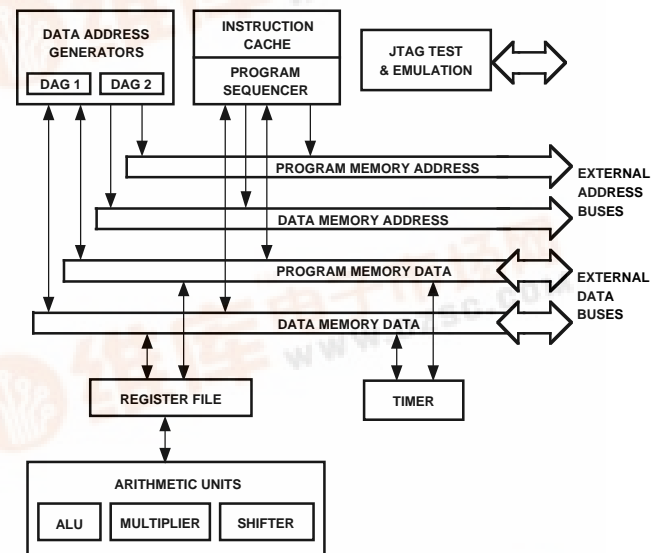 DATA ADDRESS
GENERATORS
DAG 1
DAG 2
INSTRUCTION
CACHE
PROGRAM
SEQUENCER
JTAG TEST
& EMULATION
PROGRAM MEMORY ADDRESS
EXTERNAL
ADDRESS
BUSES
DATA MEMORY ADDRESS
PROGRAM MEMORY DATA
EXTERNAL
DATA
BUSES
DATA MEMORY DATA
REGISTER FILE
TIMER
ARITHMETIC UNITS
ALU
MULTIPLIER
SHIFTER